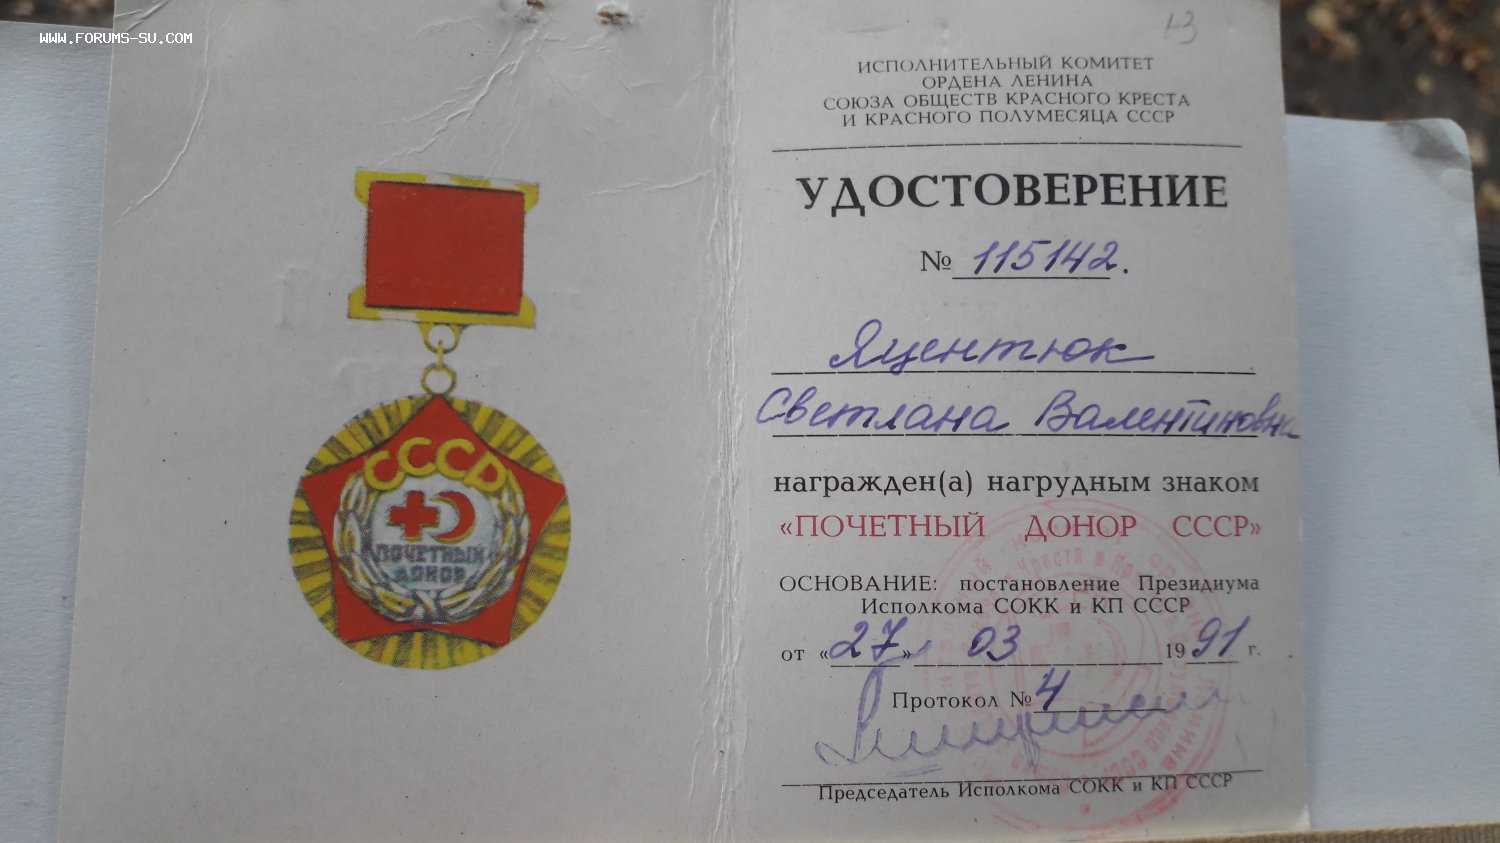 WWW.FORUMS-SU.COM
СССР
ПОЧЕТНЫЙ
ДОНОР
13
ИСПОЛНИТЕЛЬНЫЙ КОМИТЕТ
ОРДЕНА ЛЕНИНА
СОЮЗА ОБЩЕСТВ КРАСНОГО КРЕСТА
И КРАСНОГО ПОЛУМЕСЯЦА СССР
УДОСТОВЕРЕНИЕ
№ 115142.
Яцентюк
Светлана Валентиновна
награжден(а) нагрудным знаком
«ПОЧЕТНЫЙ ДОНОР СССР»
ОСНОВАНИЕ: постановление Президиума
Исполкома СОКК и КП СССР
от «27» 03 1991 г.
Протокол № 4
Председатель Исполкома СОКК и КП СССР